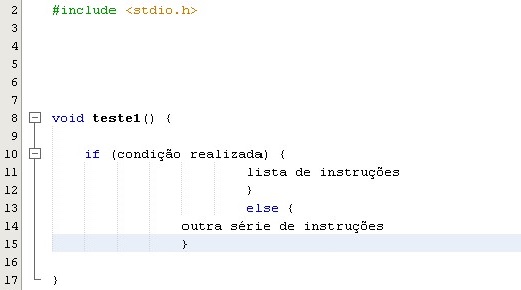 2 #include <stdio.h>
3
4
5
6
7
8 void teste1() {
9
10 if (condição realizada) {
11 lista de instruções
12 }
13 else {
14 outra série de instruções
15 }
16
17 }